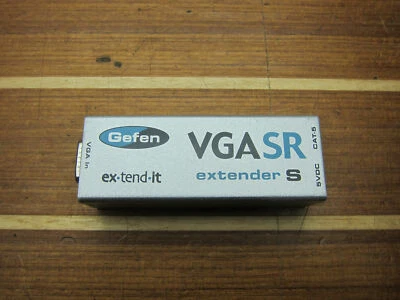 Gefen
VGASR
ex-tend-it
extender S
VGA in
CAT-5
5VDC